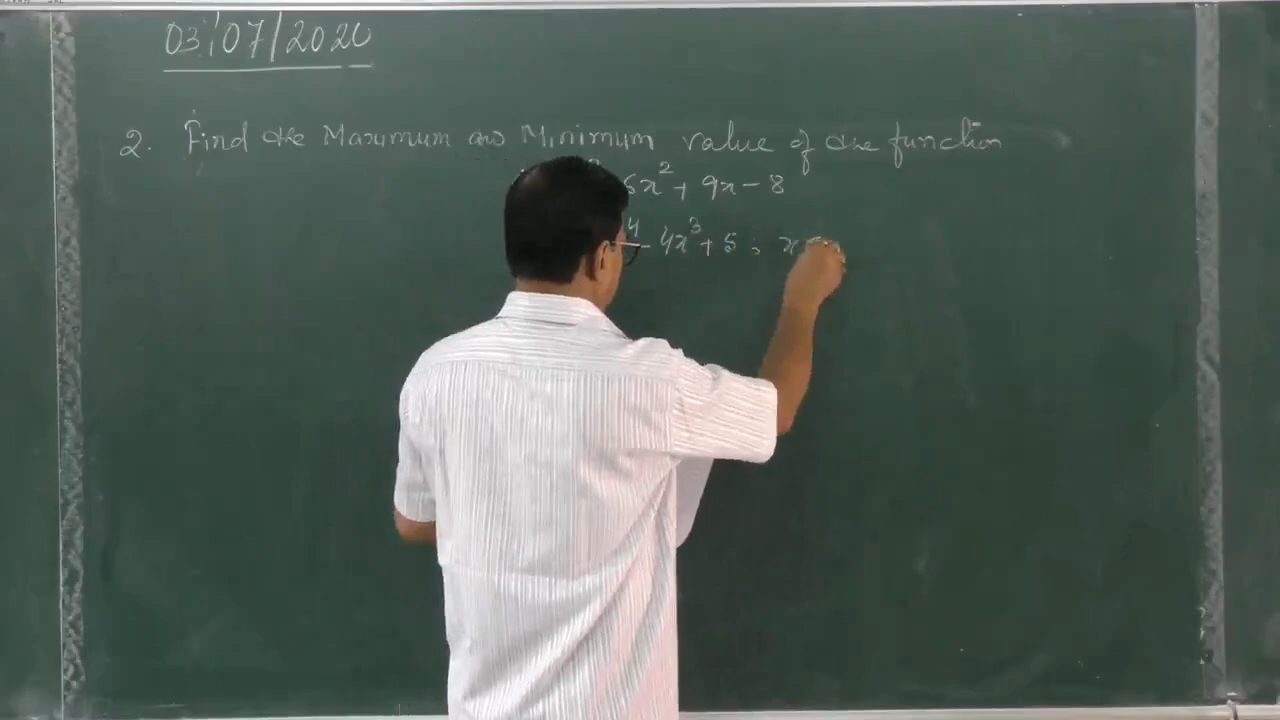 03/07/2020
2. Find the Maximum and Minimum value of the function
6x² + 9x - 8
4 - 4x³ + 5 ; x